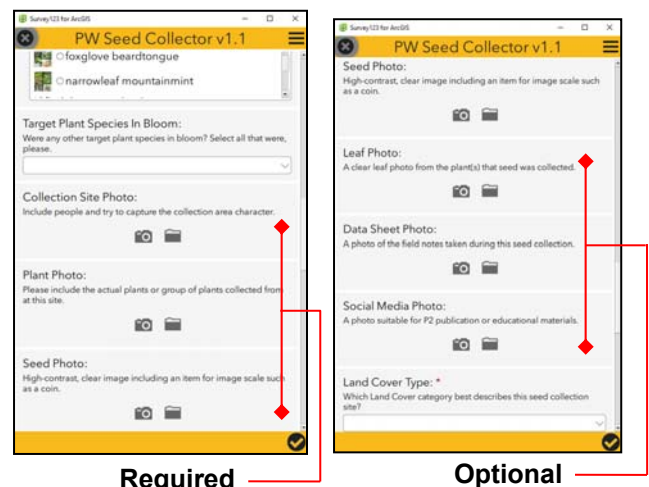 Survey123 for ArcGIS
PW Seed Collector v1.1
foxglove beardtongue
narrowleaf mountainmint
Target Plant Species In Bloom:
Were any other target plant species in bloom? Select all that were,
please.
Collection Site Photo:
Include people and try to capture the collection area character.
Plant Photo:
Please include the actual plants or group of plants collected from
at this site.
Seed Photo:
High-contrast, clear image including an item for image scale such
as a coin.
Required
Survey123 for ArcGIS
PW Seed Collector v1.1
Seed Photo:
High-contrast, clear image including an item for image scale such
as a coin.
Leaf Photo:
A clear leaf photo from the plant(s) that seed was collected.
Data Sheet Photo:
A photo of the field notes taken during this seed collection.
Social Media Photo:
A photo suitable for P2 publication or educational materials.
Land Cover Type: *
Which Land Cover category best describes this seed collection
site?
Optional